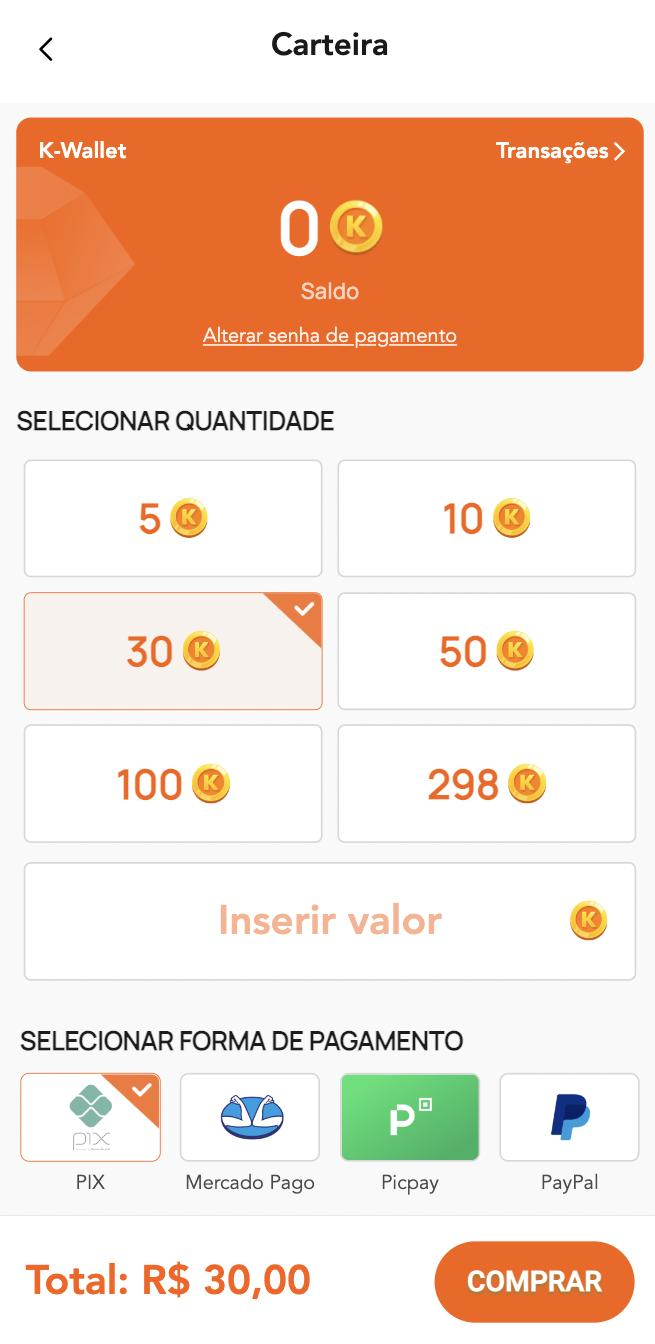 Carteira
K-Wallet
Transações
0 K
Saldo
Alterar senha de pagamento
SELECIONAR QUANTIDADE
5 K
10 K
30 K
50 K
100 K
298 K
Inserir valor K
SELECIONAR FORMA DE PAGAMENTO
pix
PIX
Mercado Pago
Picpay
PayPal
Total: R$ 30,00
COMPRAR